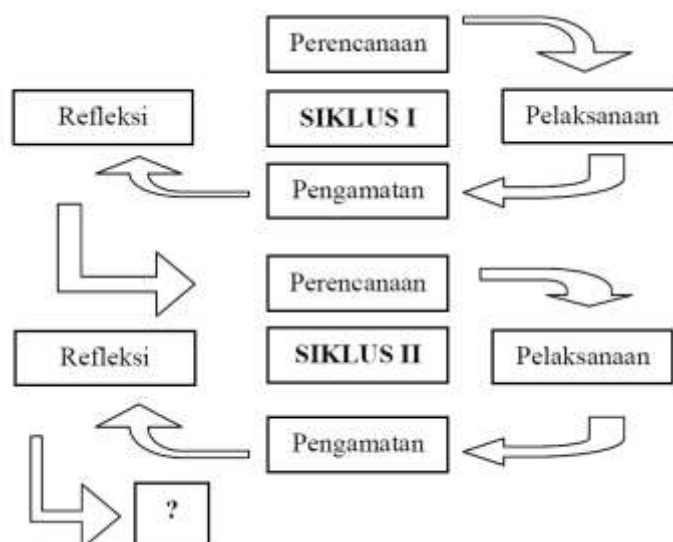 Perencanaan
Refleksi
SIKLUS I
Pelaksanaan
Pengamatan
Perencanaan
Refleksi
SIKLUS II
Pelaksanaan
Pengamatan
?